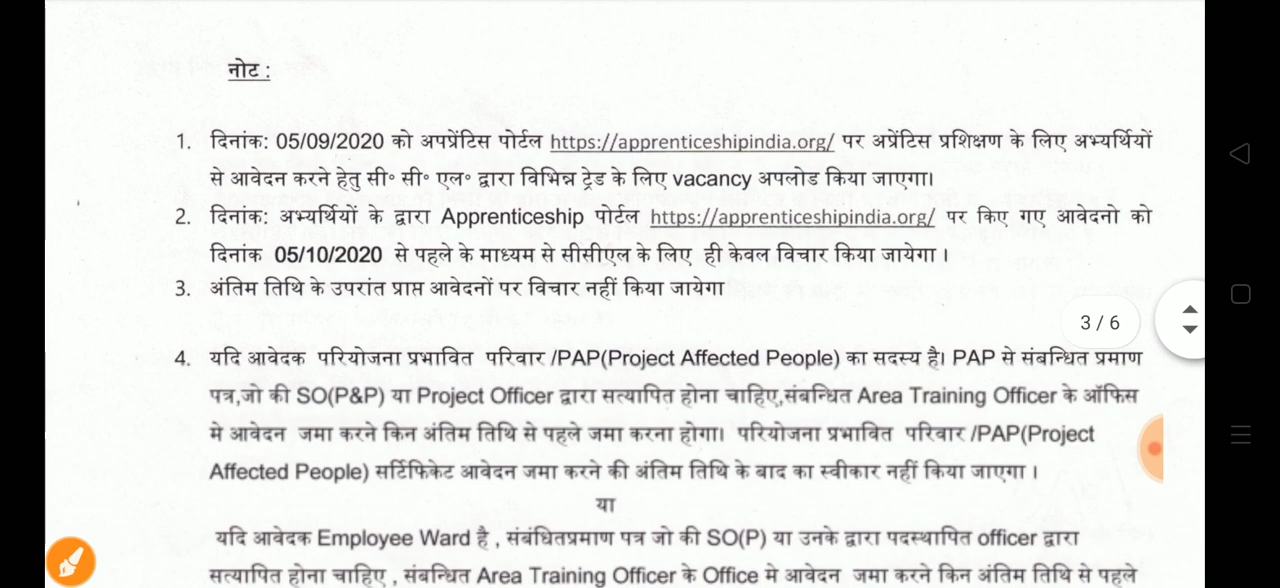 नोट :
1. दिनांक: 05/09/2020 को अपप्रेंटिस पोर्टल https://apprenticeshipindia.org/ पर अप्रेंटिस प्रशिक्षण के लिए अभ्यर्थियों
से आवेदन करने हेतु सी॰ सी॰ एल॰ द्वारा विभिन्न ट्रेड के लिए vacancy अपलोड किया जाएगा।
2. दिनांक: अभ्यर्थियों के द्वारा Apprenticeship पोर्टल https://apprenticeshipindia.org/ पर किए गए आवेदनो को
दिनांक 05/10/2020 से पहले के माध्यम से सीसीएल के लिए ही केवल विचार किया जायेगा ।
3. अंतिम तिथि के उपरांत प्राप्त आवेदनों पर विचार नहीं किया जायेगा
3 / 6
4. यदि आवेदक परियोजना प्रभावित परिवार /PAP(Project Affected People) का सदस्य है। PAP से संबन्धित प्रमाण
पत्र,जो की SO(P&P) या Project Officer द्वारा सत्यापित होना चाहिए,संबन्धित Area Training Officer के ऑफिस
मे आवेदन जमा करने किन अंतिम तिथि से पहले जमा करना होगा। परियोजना प्रभावित परिवार /PAP(Project
Affected People) सर्टिफिकेट आवेदन जमा करने की अंतिम तिथि के बाद का स्वीकार नहीं किया जाएगा ।
या
यदि आवेदक Employee Ward है , संबंधितप्रमाण पत्र जो की SO(P) या उनके द्वारा पदस्थापित officer द्वारा
सत्यापित होना चाहिए , संबन्धित Area Training Officer के Office मे आवेदन जमा करने किन अंतिम तिथि से पहले